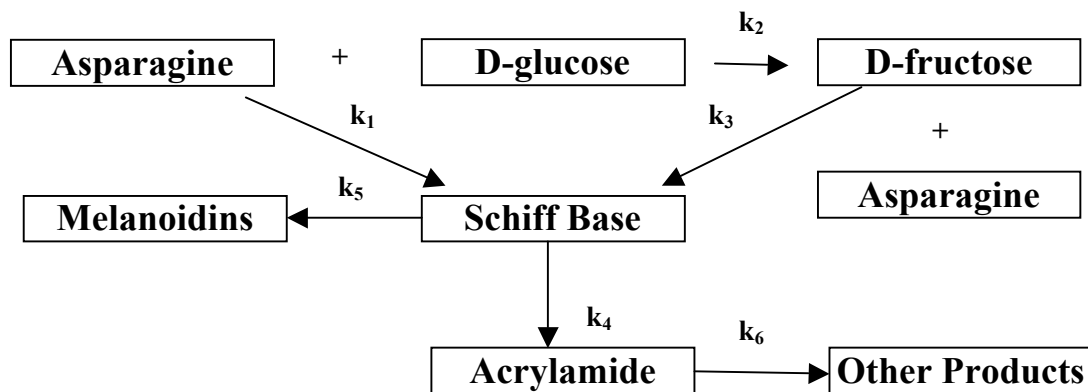 k₂
Asparagine + D-glucose D-fructose
k₁ k₃
+
k₅ Asparagine
Melanoidins Schiff Base
k₄ k₆
Acrylamide Other Products